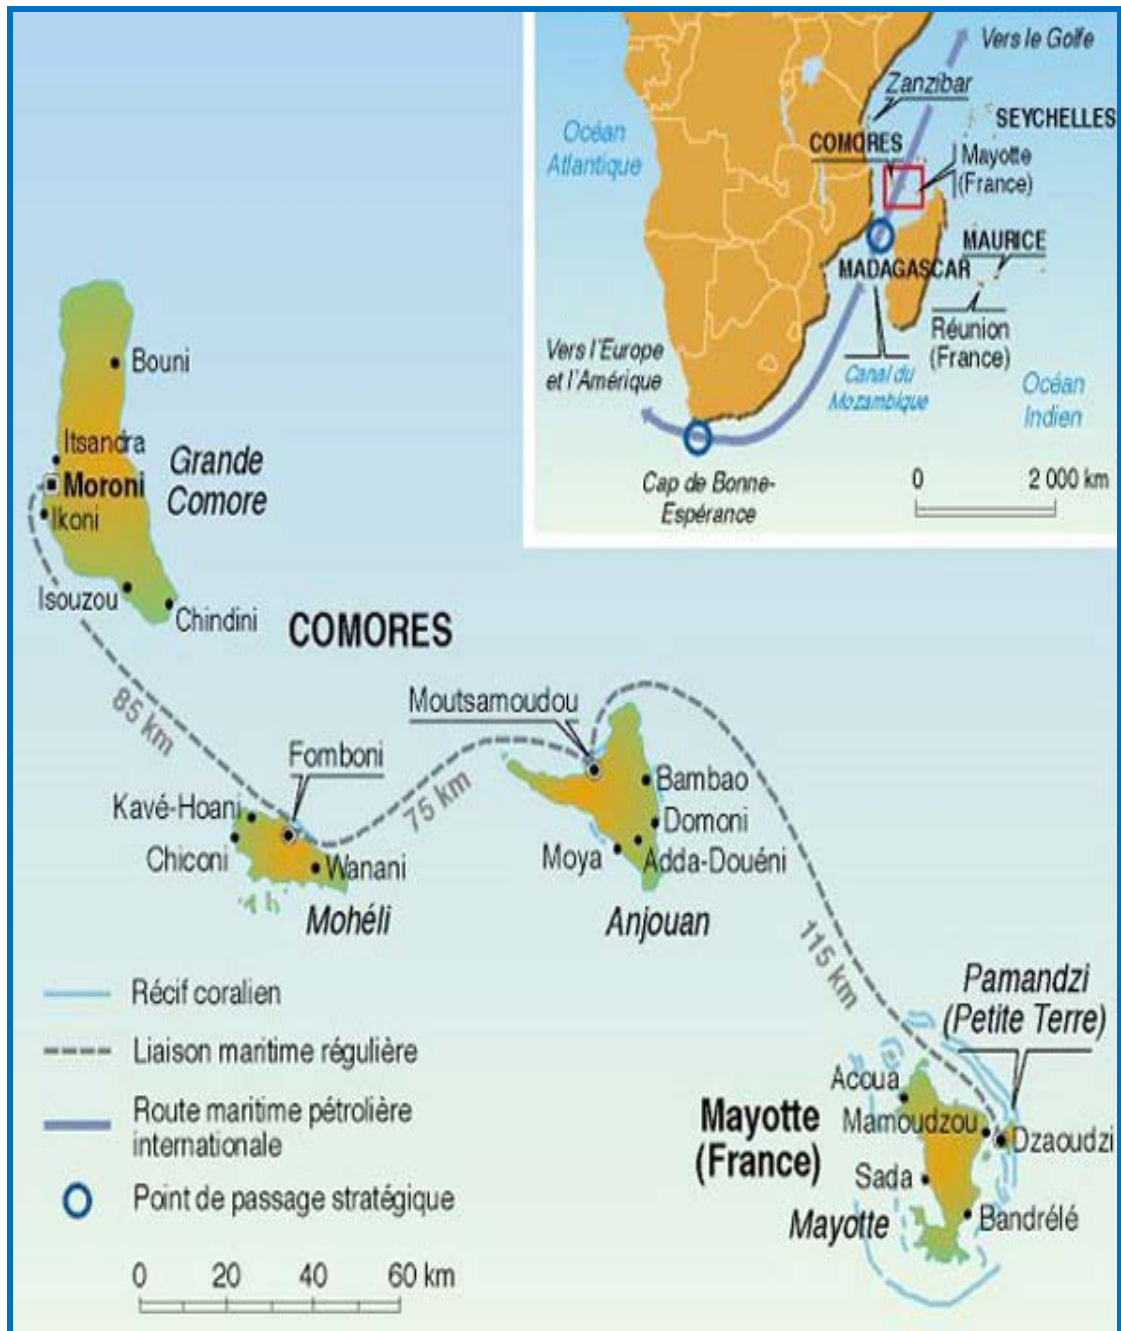 Vers le Golfe
Zanzibar
Océan
Atlantique
SEYCHELLES
COMORES
Mayotte
(France)
MAURICE
MADAGASCAR
Réunion
(France)
Vers l'Europe
et l'Amérique
Canal du
Mozambique
Océan
Indien
Cap de Bonne-
Espérance
0 2 000 km
Bouni
Itsandra
Moroni
Ikoni
Grande
Comore
Isouzou
Chindini
COMORES
85 km
Moutsamoudou
Fomboni
75 km
Kavé-Hoani
Chiconi
Wanani
Mohéli
Bambao
Domoni
Moya
Adda-Douéni
Anjouan
115 km
Pamandzi
(Petite Terre)
Récif coralien
Liaison maritime régulière
Route maritime pétrolière
internationale
Point de passage stratégique
0 20 40 60 km
Acoua
Mamoudzou
Dzaoudzi
Mayotte
(France)
Sada
Mayotte
Bandrélé